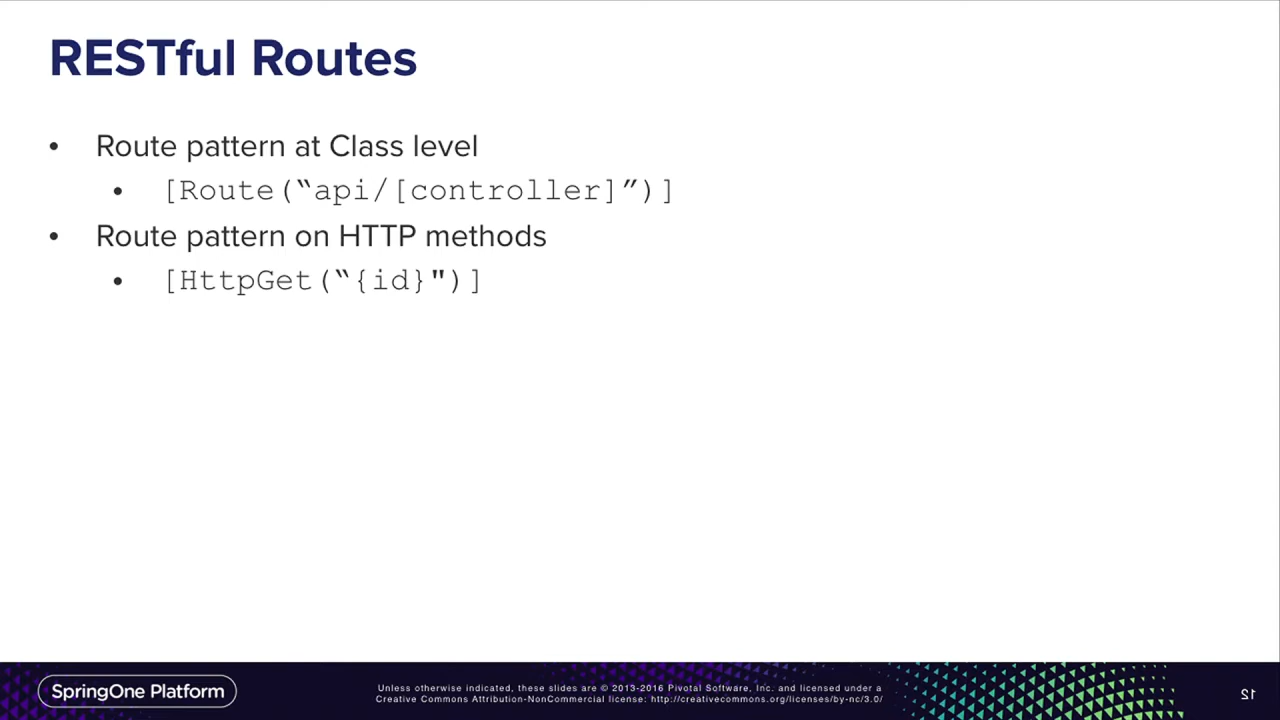 RESTful Routes
• Route pattern at Class level
• [Route(“api/[controller]”)]
• Route pattern on HTTP methods
• [HttpGet(“{id}")]
SpringOne Platform
Unless otherwise indicated, these slides are © 2013-2016 Pivotal Software, Inc. and licensed under a
Creative Commons Attribution-NonCommercial license: http://creativecommons.org/licenses/by-nc/3.0/
12